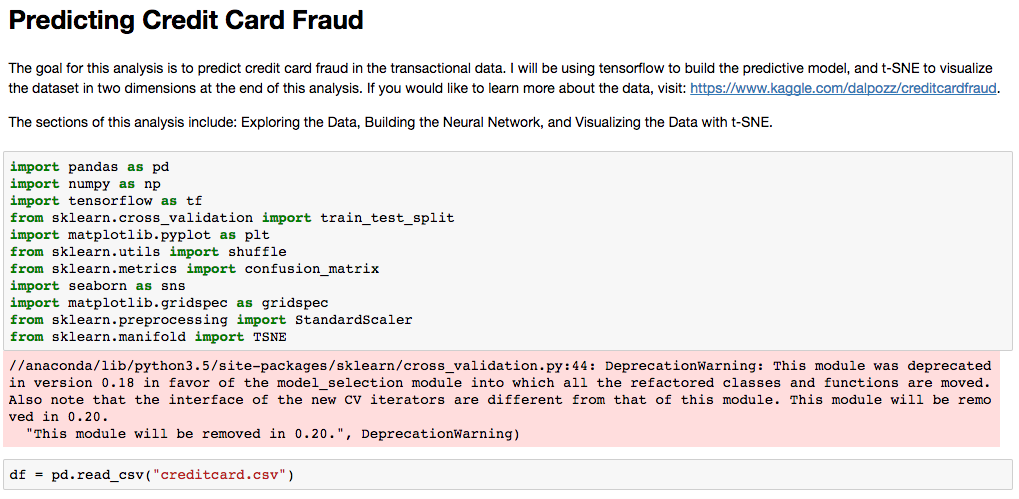 Predicting Credit Card Fraud
The goal for this analysis is to predict credit card fraud in the transactional data. I will be using tensorflow to build the predictive model, and t-SNE to visualize
the dataset in two dimensions at the end of this analysis. If you would like to learn more about the data, visit: https://www.kaggle.com/dalpozz/creditcardfraud.
The sections of this analysis include: Exploring the Data, Building the Neural Network, and Visualizing the Data with t-SNE.
import pandas as pd
import numpy as np
import tensorflow as tf
from sklearn.cross_validation import train_test_split
import matplotlib.pyplot as plt
from sklearn.utils import shuffle
from sklearn.metrics import confusion_matrix
import seaborn as sns
import matplotlib.gridspec as gridspec
from sklearn.preprocessing import StandardScaler
from sklearn.manifold import TSNE
//anaconda/lib/python3.5/site-packages/sklearn/cross_validation.py:44: DeprecationWarning: This module was deprecated
in version 0.18 in favor of the model_selection module into which all the refactored classes and functions are moved.
Also note that the interface of the new CV iterators are different from that of this module. This module will be remo
ved in 0.20.
  "This module will be removed in 0.20.", DeprecationWarning)
df = pd.read_csv("creditcard.csv")